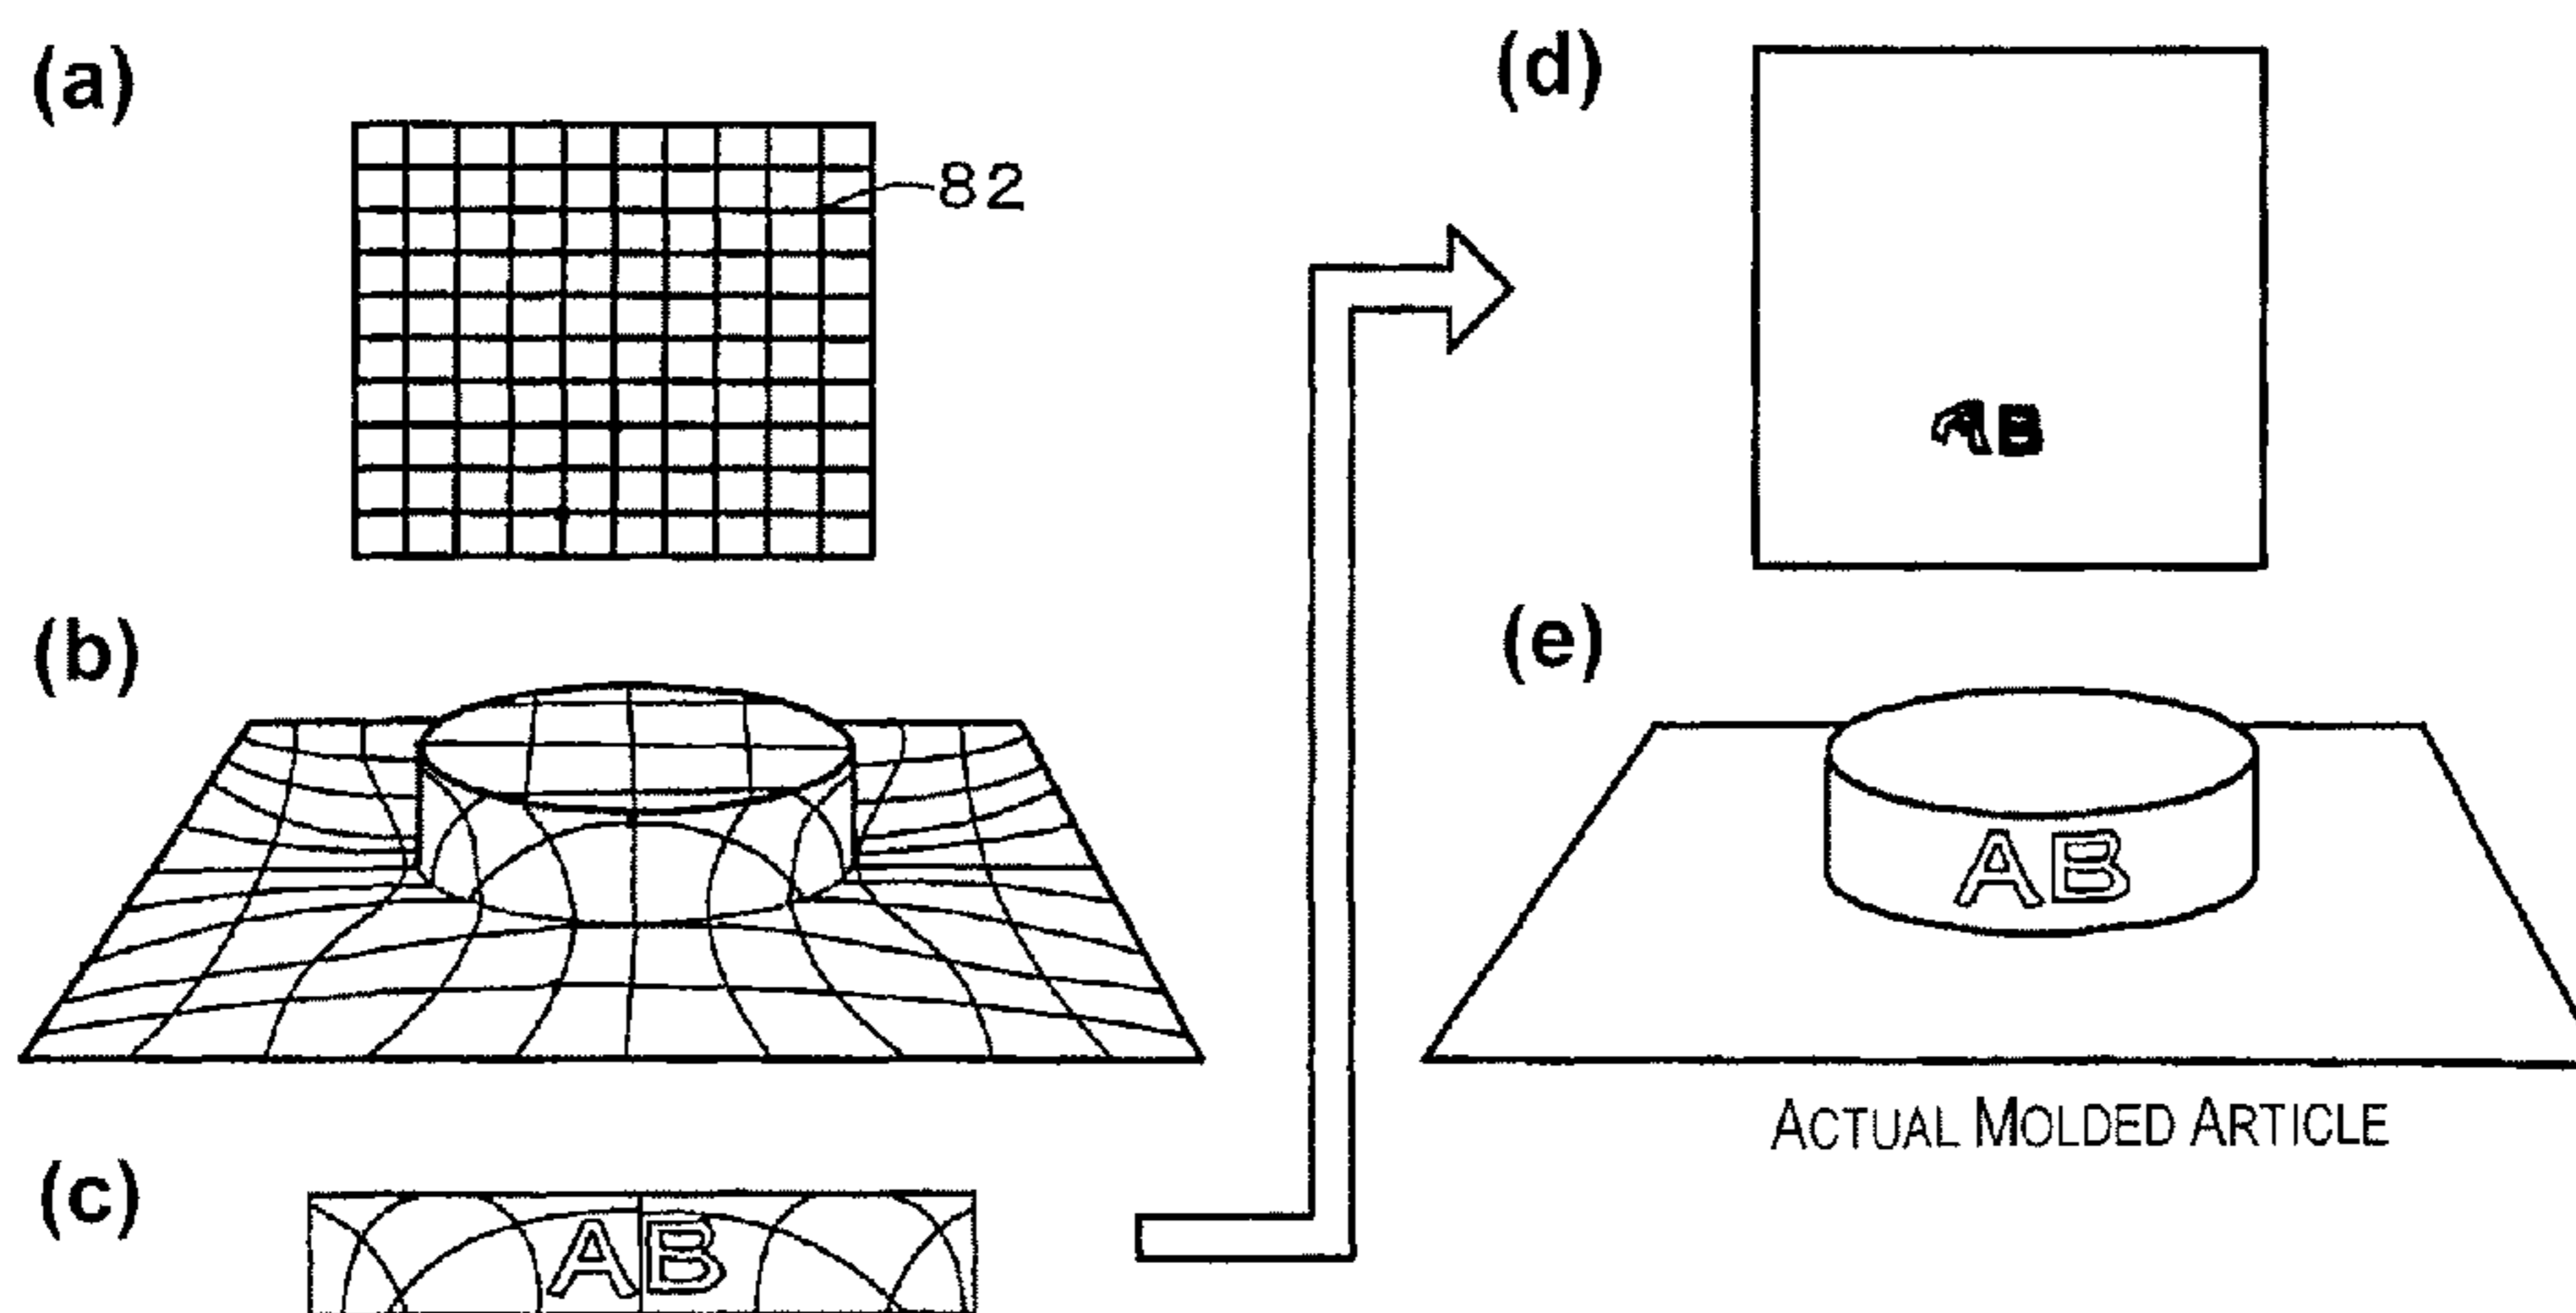 (a)
82
(b)
(c)
AB
(d)
AB
(e)
AB
ACTUAL MOLDED ARTICLE